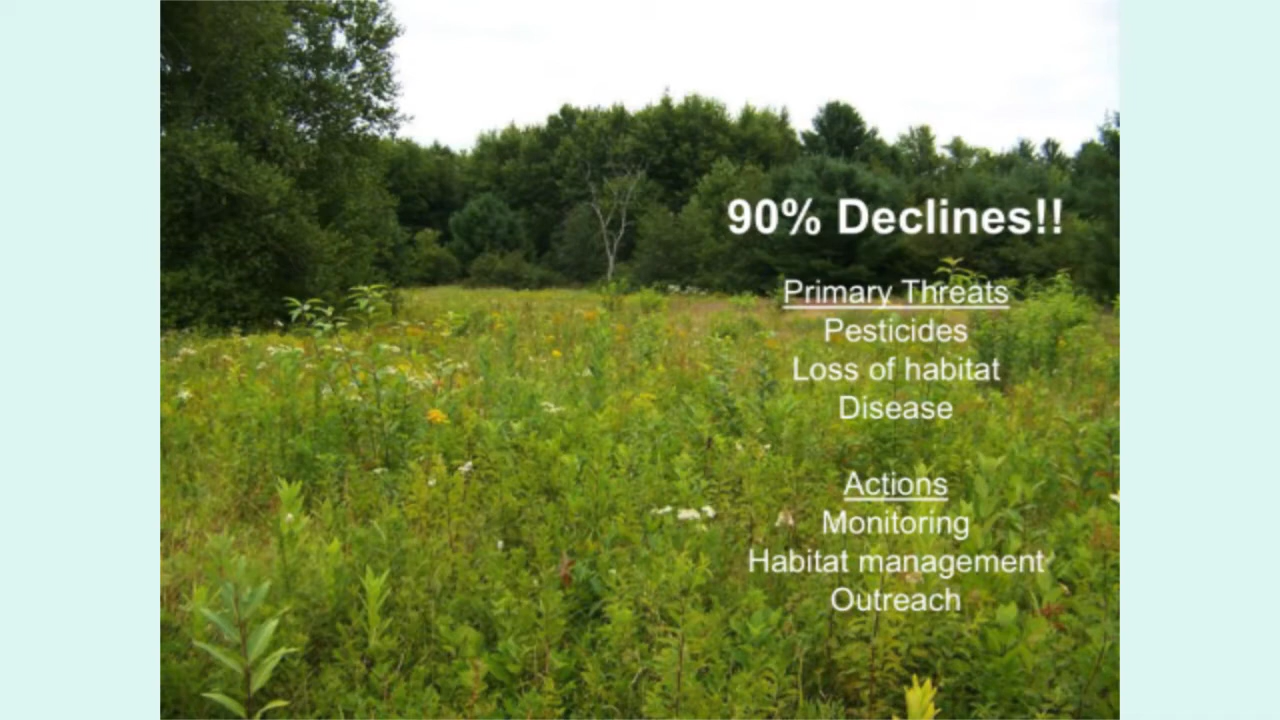 90% Declines!!
Primary Threats
Pesticides
Loss of habitat
Disease
Actions
Monitoring
Habitat management
Outreach